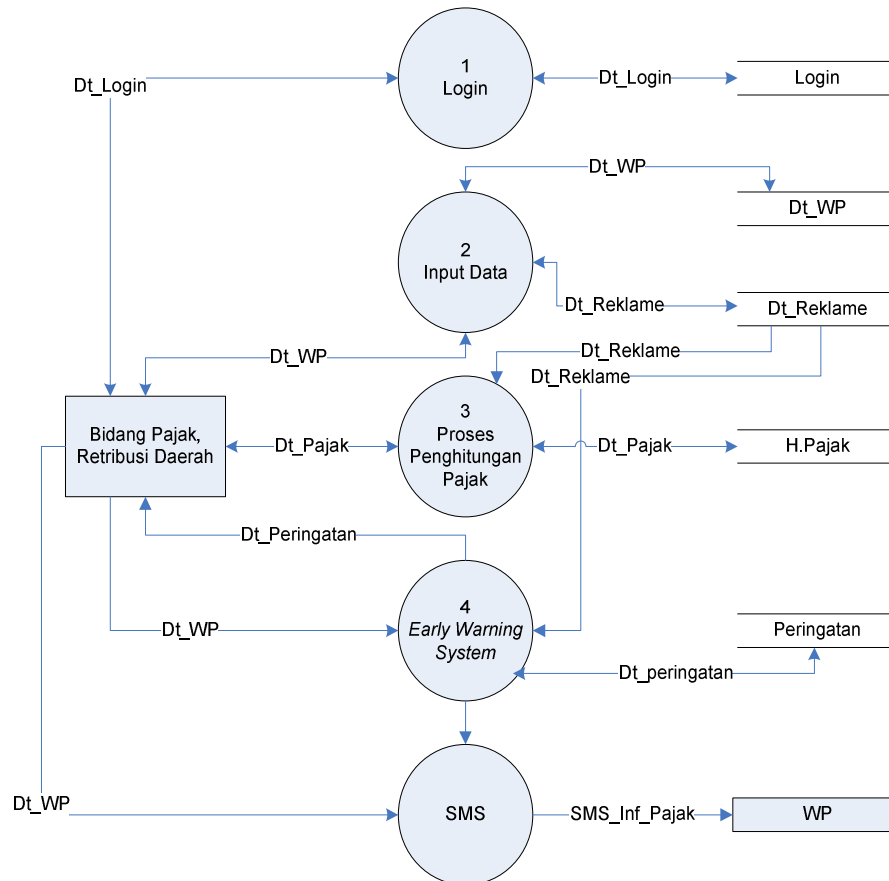 1
Login
Dt_Login
Dt_Login
Login
Dt_WP
Dt_WP
2
Input Data
Dt_Reklame
Dt_Reklame
Dt_WP
Dt_Reklame
Dt_Reklame
Bidang Pajak,
Retribusi Daerah
Dt_Pajak
3
Proses
Penghitungan
Pajak
Dt_Pajak
H.Pajak
Dt_Peringatan
4
Early Warning
System
Dt_WP
Peringatan
Dt_peringatan
Dt_WP
SMS
SMS_Inf_Pajak
WP